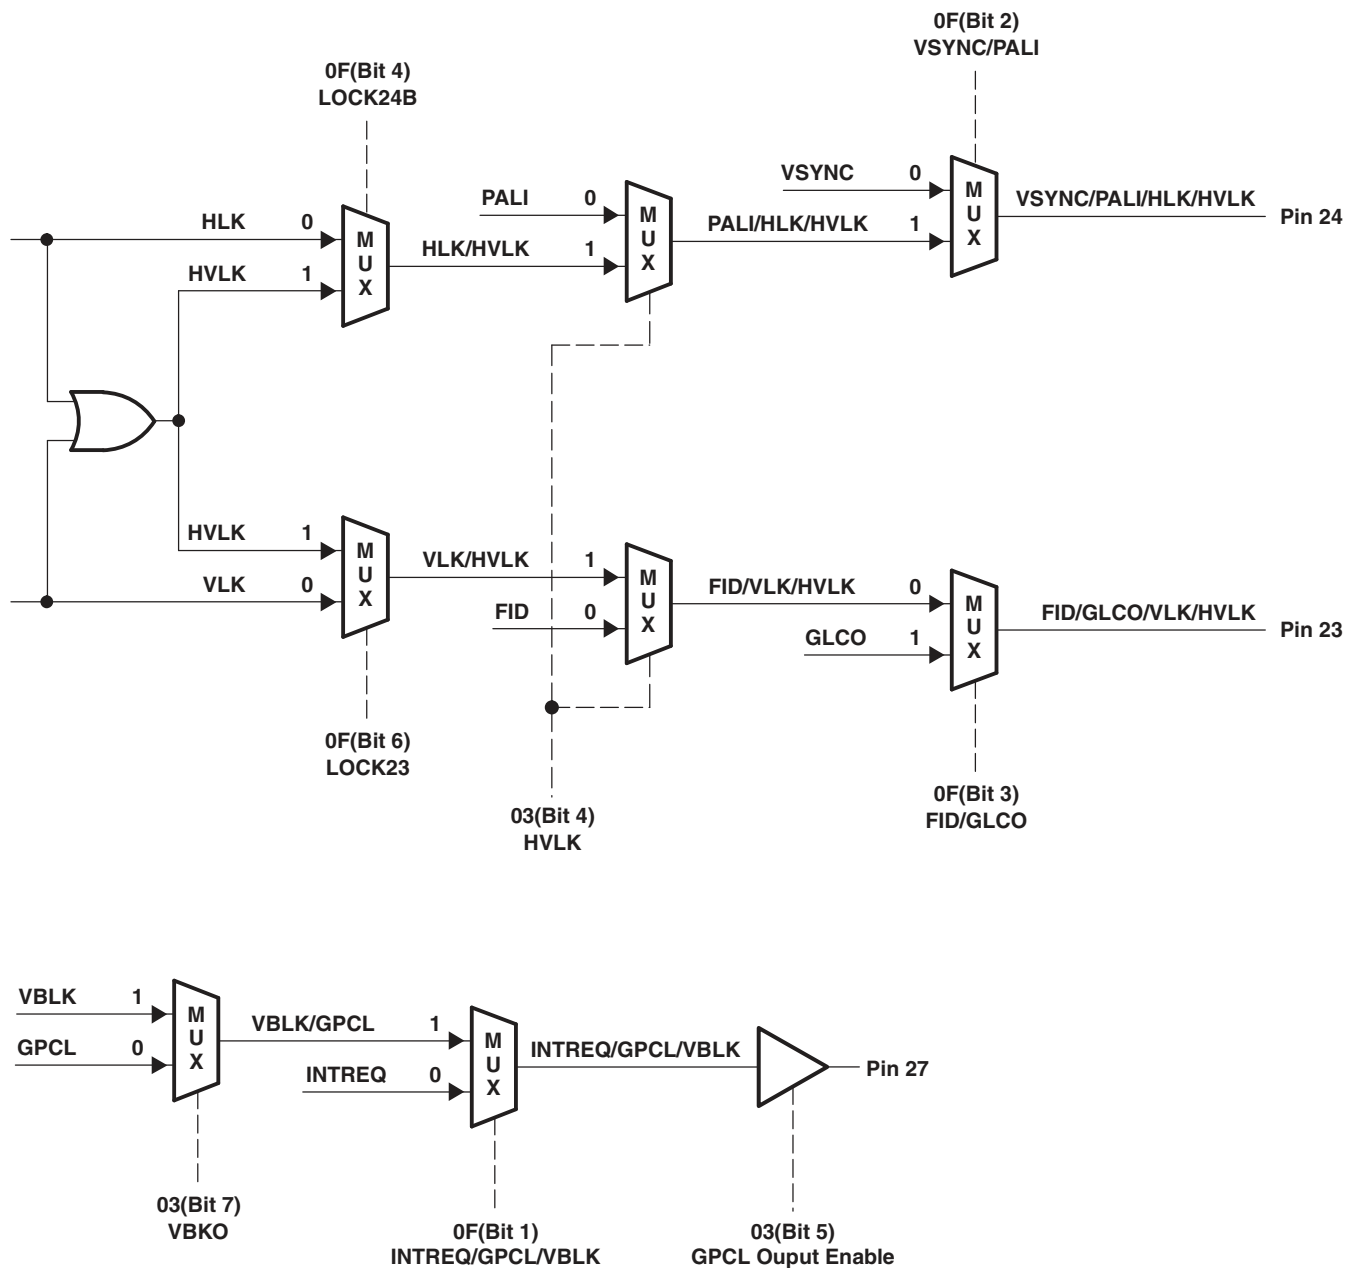 0F(Bit 2)
VSYNC/PALI
0F(Bit 4)
LOCK24B
VSYNC 0
M
U
X
VSYNC/PALI/HLK/HVLK
Pin 24
PALI 0
M
U
X
PALI/HLK/HVLK 1
HLK 0
M
U
X
HLK/HVLK 1
HVLK 1
HVLK 1
M
U
X
VLK/HVLK 1
M
U
X
FID/VLK/HVLK 0
M
U
X
FID/GLCO/VLK/HVLK
Pin 23
VLK 0
FID 0
GLCO 1
0F(Bit 6)
LOCK23
03(Bit 4)
HVLK
0F(Bit 3)
FID/GLCO
VBLK 1
M
U
X
VBLK/GPCL 1
M
U
X
INTREQ/GPCL/VBLK
Pin 27
GPCL 0
INTREQ 0
03(Bit 7)
VBKO
0F(Bit 1)
INTREQ/GPCL/VBLK
03(Bit 5)
GPCL Ouput Enable